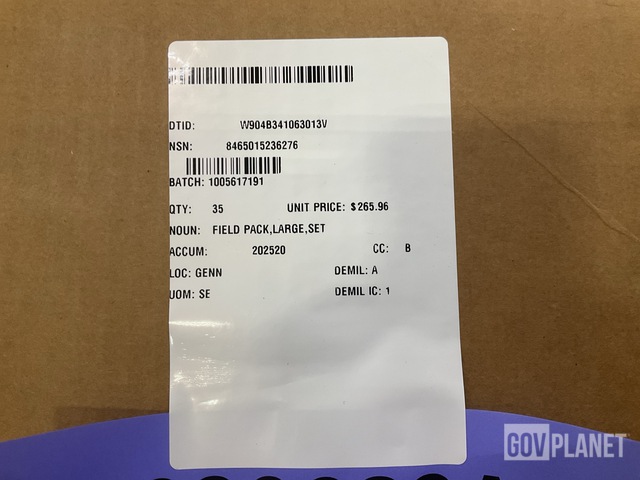 DTID: W904B341063013V
NSN: 8465015236276
BATCH: 1005617191
QTY: 35 UNIT PRICE: $265.96
NOUN: FIELD PACK,LARGE,SET
ACCUM: 202520 CC: B
LOC: GENN DEMIL: A
UOM: SE DEMIL IC: 1
GOVPLANET